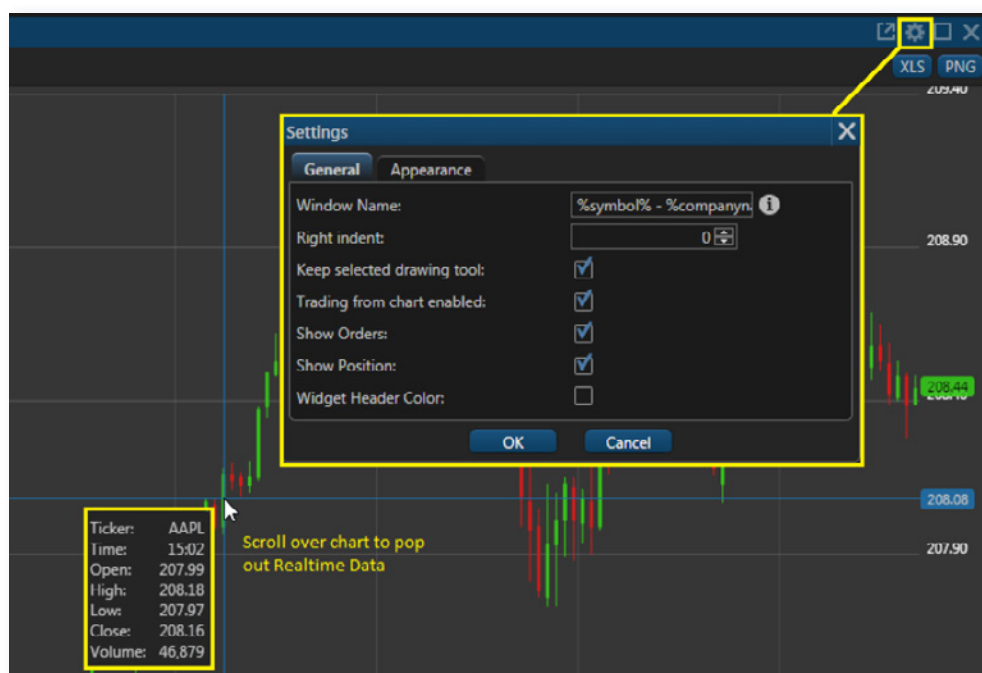 XLS PNG
209.40
Settings
General Appearance
Window Name: %symbol% - %companyn
Right indent: 0
208.90
Keep selected drawing tool:
Trading from chart enabled:
Show Orders:
Show Position:
208.44
Widget Header Color:
OK Cancel
208.08
Ticker: AAPL
Time: 15:02
Open: 207.99
High: 208.18
Low: 207.97
Close: 208.16
Volume: 46,879
Scroll over chart to pop
out Realtime Data
207.90